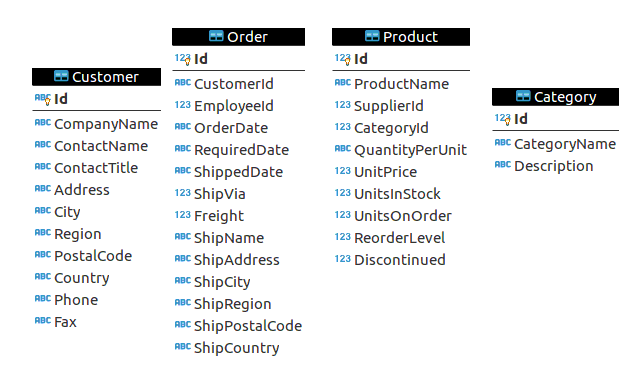 Customer
ABC Id
ABC CompanyName
ABC ContactName
ABC ContactTitle
ABC Address
ABC City
ABC Region
ABC PostalCode
ABC Country
ABC Phone
ABC Fax
Order
123 Id
ABC CustomerId
123 EmployeeId
ABC OrderDate
ABC RequiredDate
ABC ShippedDate
123 ShipVia
123 Freight
ABC ShipName
ABC ShipAddress
ABC ShipCity
ABC ShipRegion
ABC ShipPostalCode
ABC ShipCountry
Product
123 Id
ABC ProductName
123 SupplierId
123 CategoryId
ABC QuantityPerUnit
123 UnitPrice
123 UnitsInStock
123 UnitsOnOrder
123 ReorderLevel
123 Discontinued
Category
123 Id
ABC CategoryName
ABC Description